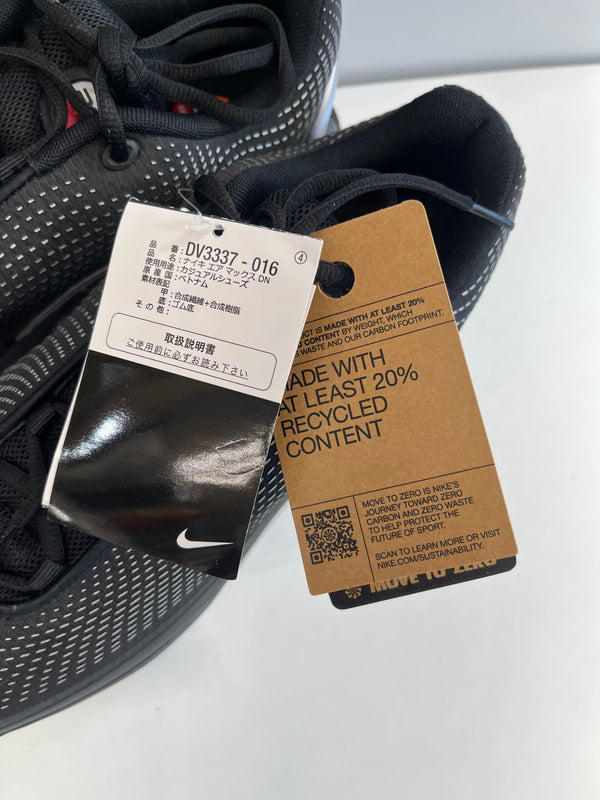 品　番：DV3337-016
④
品　名：ナイキ エア マックス DN
使用用途：カジュアルシューズ
原 産 国：ベトナム
素材表記：
甲：合成繊維+合成樹脂
底：ゴム底
その他：
取扱説明書
ご使用前に必ずお読み下さい
IS MADE WITH AT LEAST 20%
CONTENT BY WEIGHT, WHICH
WASTE AND OUR CARBON FOOTPRINT.
MADE WITH
AT LEAST 20%
RECYCLED
CONTENT
MOVE TO ZERO IS NIKE'S
JOURNEY TOWARD ZERO
CARBON AND ZERO WASTE
TO HELP PROTECT THE
FUTURE OF SPORT.
SCAN TO LEARN MORE OR VISIT
NIKE.COM/SUSTAINABILITY.
MOVE TO ZERO